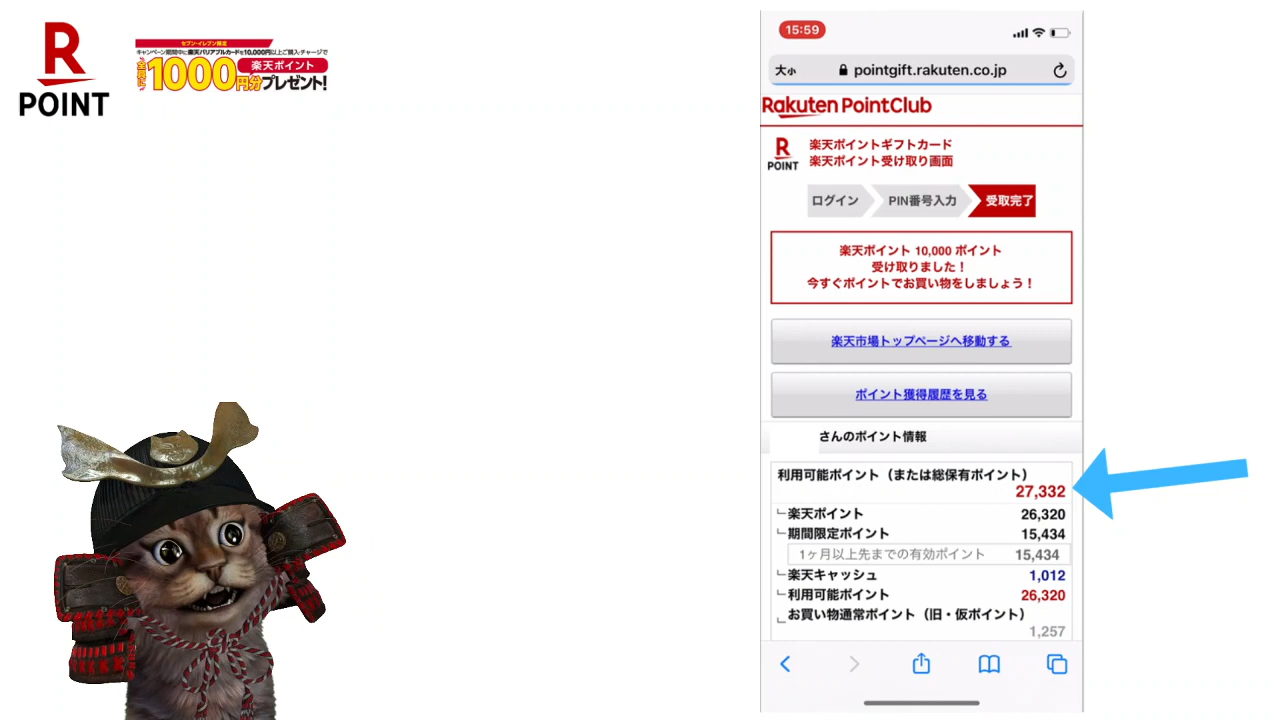 R
POINT
セブン-イレブン限定
キャンペーン期間中に楽天バリアブルカードを10,000円以上ご購入・チャージで
全員に
1000円分
楽天ポイント
プレゼント!
15:59
大小
pointgift.rakuten.co.jp
Rakuten PointClub
R
POINT
楽天ポイントギフトカード
楽天ポイント受け取り画面
ログイン
PIN番号入力
受取完了
楽天ポイント 10,000 ポイント
受け取りました！
今すぐポイントでお買い物をしましょう！
楽天市場トップページへ移動する
ポイント獲得履歴を見る
さんのポイント情報
利用可能ポイント（または総保有ポイント）
27,332
楽天ポイント 26,320
期間限定ポイント 15,434
1ヶ月以上先までの有効ポイント 15,434
楽天キャッシュ 1,012
利用可能ポイント 26,320
お買い物通常ポイント（旧・仮ポイント）
1,257